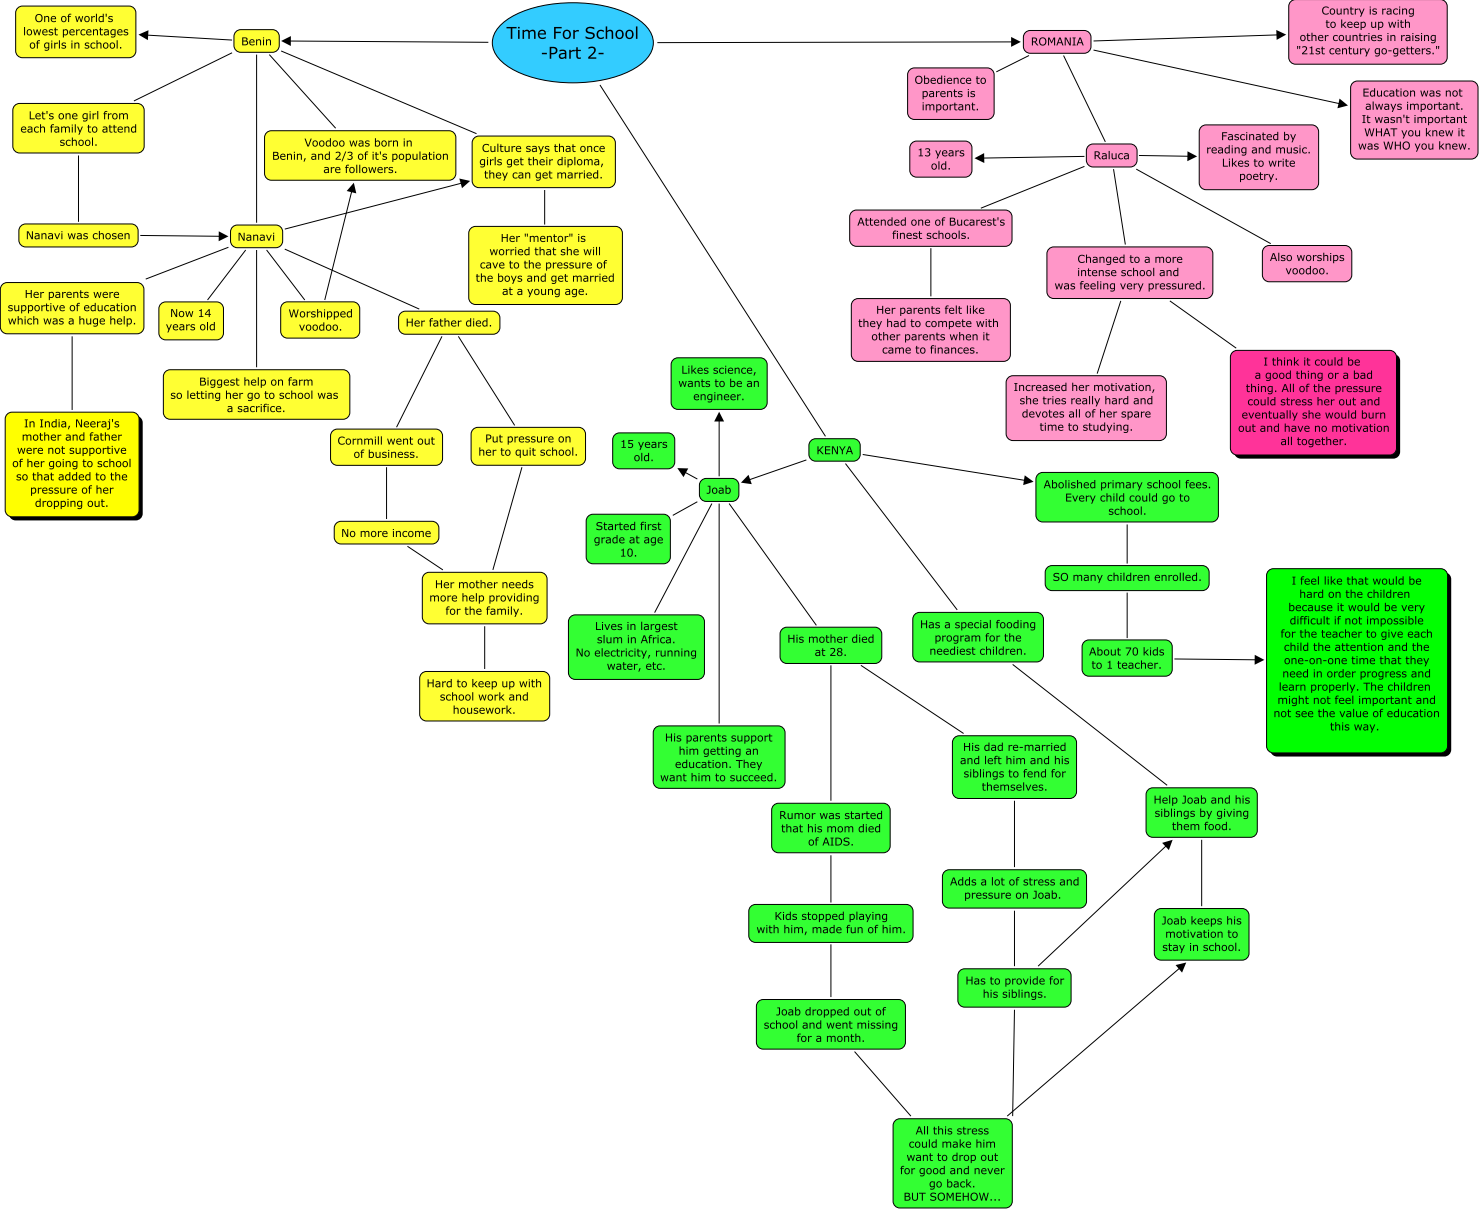 Time For School
-Part 2-
One of world's
lowest percentages
of girls in school.
Benin
Let's one girl from
each family to attend
school.
Voodoo was born in
Benin, and 2/3 of it's population
are followers.
Culture says that once
girls get their diploma,
they can get married.
Nanavi was chosen
Nanavi
Her "mentor" is
worried that she will
cave to the pressure of
the boys and get married
at a young age.
Her parents were
supportive of education
which was a huge help.
Now 14
years old
Worshipped
voodoo.
Her father died.
Biggest help on farm
so letting her go to school was
a sacrifice.
In India, Neeraj's
mother and father
were not supportive
of her going to school
so that added to the
pressure of her
dropping out.
Cornmill went out
of business.
Put pressure on
her to quit school.
No more income
Her mother needs
more help providing
for the family.
Hard to keep up with
school work and
housework.
ROMANIA
Country is racing
to keep up with
other countries in raising
"21st century go-getters."
Obedience to
parents is
important.
Education was not
always important.
It wasn't important
WHAT you knew it
was WHO you knew.
13 years
old.
Raluca
Fascinated by
reading and music.
Likes to write
poetry.
Attended one of Bucarest's
finest schools.
Changed to a more
intense school and
was feeling very pressured.
Also worships
voodoo.
Her parents felt like
they had to compete with
other parents when it
came to finances.
Increased her motivation,
she tries really hard and
devotes all of her spare
time to studying.
I think it could be
a good thing or a bad
thing. All of the pressure
could stress her out and
eventually she would burn
out and have no motivation
all together.
KENYA
Likes science,
wants to be an
engineer.
15 years
old.
Joab
Started first
grade at age
10.
Abolished primary school fees.
Every child could go to
school.
SO many children enrolled.
About 70 kids
to 1 teacher.
I feel like that would be
hard on the children
because it would be very
difficult if not impossible
for the teacher to give each
child the attention and the
one-on-one time that they
need in order progress and
learn properly. The children
might not feel important and
not see the value of education
this way.
Lives in largest
slum in Africa.
No electricity, running
water, etc.
His mother died
at 28.
Has a special fooding
program for the
neediest children.
His parents support
him getting an
education. They
want him to succeed.
His dad re-married
and left him and his
siblings to fend for
themselves.
Rumor was started
that his mom died
of AIDS.
Help Joab and his
siblings by giving
them food.
Adds a lot of stress and
pressure on Joab.
Kids stopped playing
with him, made fun of him.
Joab keeps his
motivation to
stay in school.
Has to provide for
his siblings.
Joab dropped out of
school and went missing
for a month.
All this stress
could make him
want to drop out
for good and never
go back.
BUT SOMEHOW...